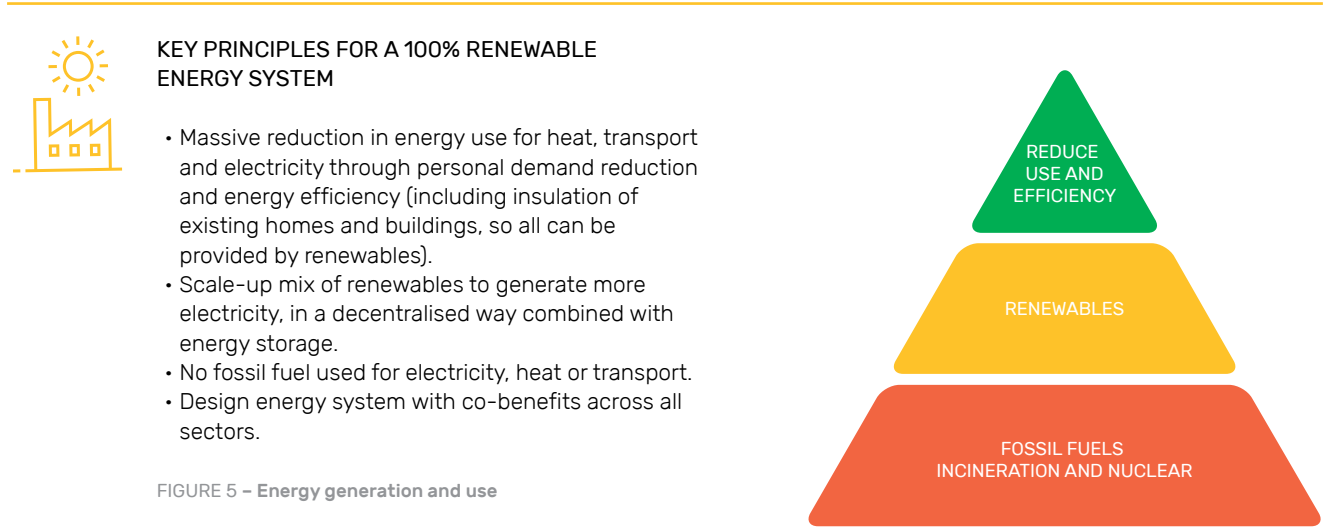 KEY PRINCIPLES FOR A 100% RENEWABLE
ENERGY SYSTEM
• Massive reduction in energy use for heat, transport
and electricity through personal demand reduction
and energy efficiency (including insulation of
existing homes and buildings, so all can be
provided by renewables).
• Scale-up mix of renewables to generate more
electricity, in a decentralised way combined with
energy storage.
• No fossil fuel used for electricity, heat or transport.
• Design energy system with co-benefits across all
sectors.
FIGURE 5 – Energy generation and use
REDUCE
USE AND
EFFICIENCY
RENEWABLES
FOSSIL FUELS
INCINERATION AND NUCLEAR